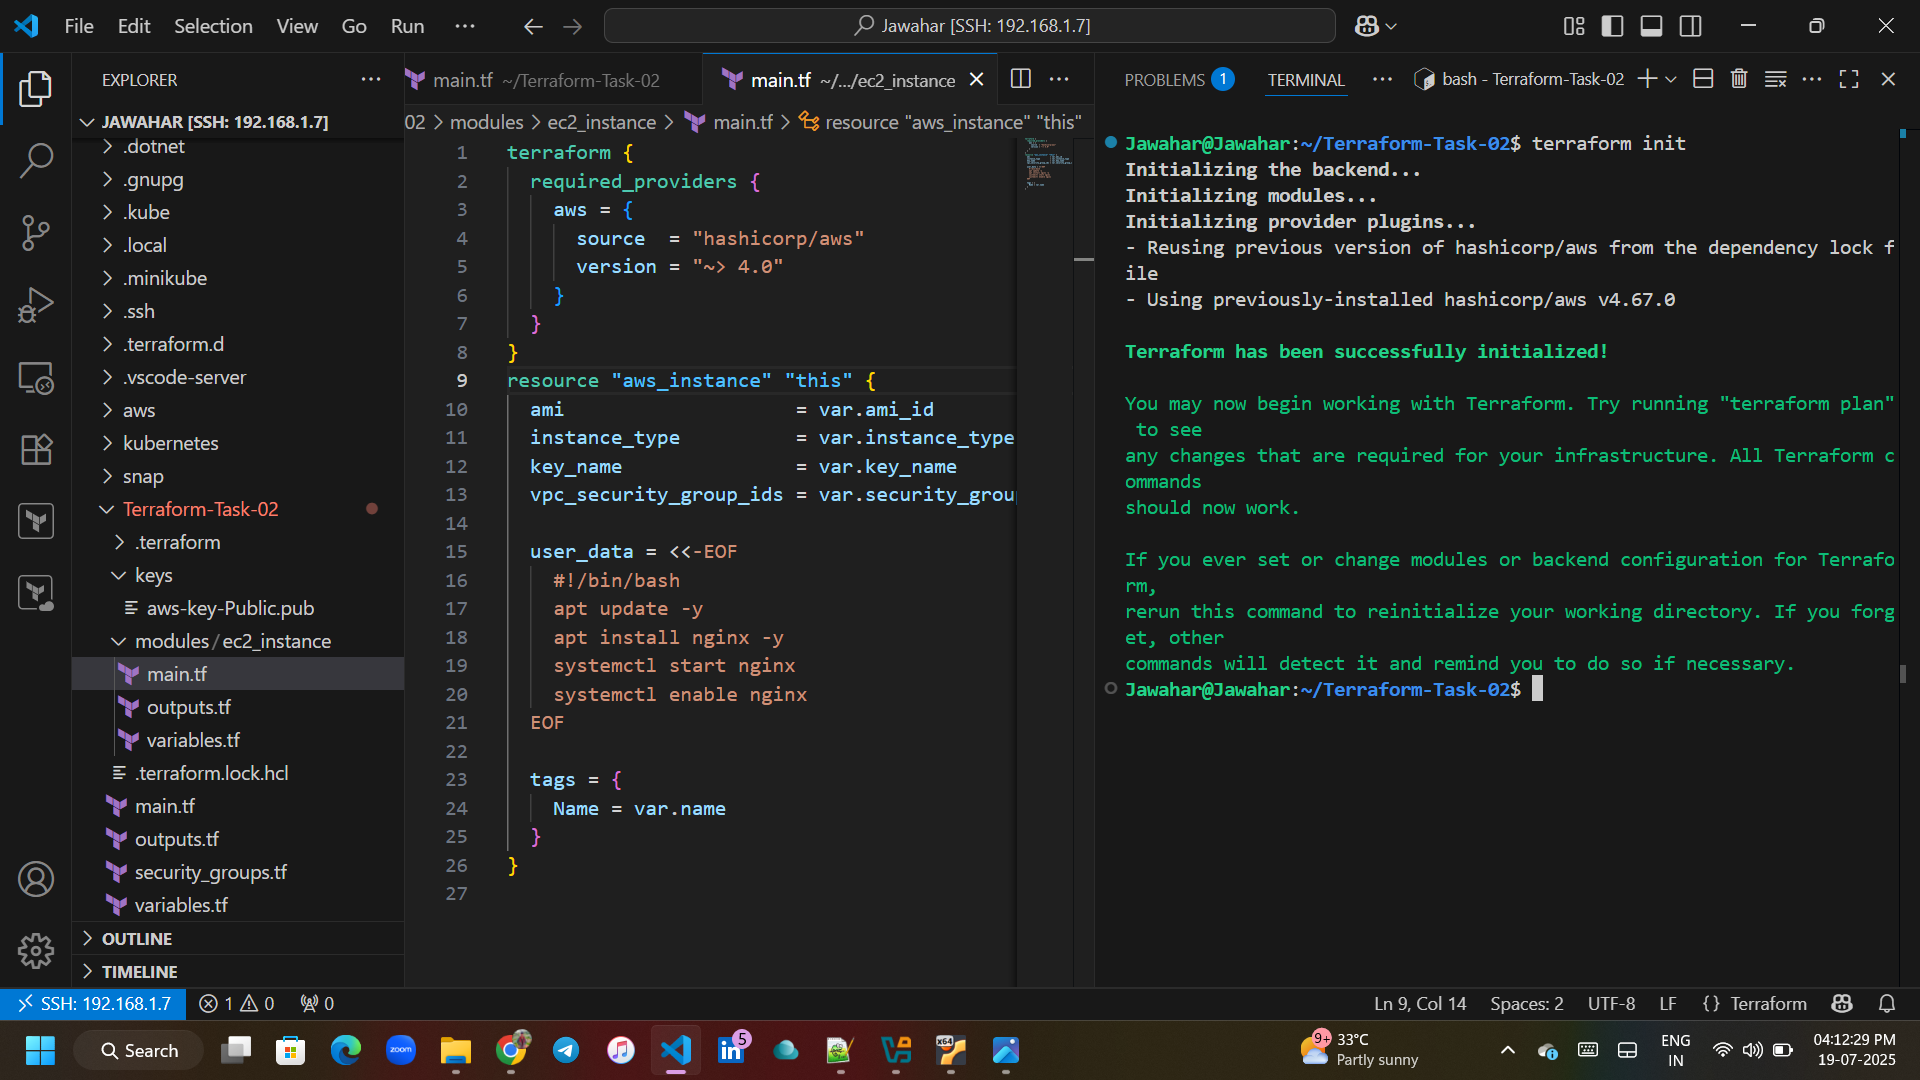 File Edit Selection View Go Run ...
Jawahar [SSH: 192.168.1.7]
EXPLORER
JAWAHAR [SSH: 192.168.1.7]
.dotnet
.gnupg
.kube
.local
.minikube
.ssh
.terraform.d
.vscode-server
aws
kubernetes
snap
Terraform-Task-02
.terraform
keys
aws-key-Public.pub
modules/ec2_instance
main.tf
outputs.tf
variables.tf
.terraform.lock.hcl
main.tf
outputs.tf
security_groups.tf
variables.tf
OUTLINE
TIMELINE
main.tf ~/Terraform-Task-02
main.tf ~/.../ec2_instance
02 > modules > ec2_instance > main.tf > resource "aws_instance" "this"
1 terraform {
2 required_providers {
3 aws = {
4 source  = "hashicorp/aws"
5 version = "~> 4.0"
6 }
7 }
8 }
9 resource "aws_instance" "this" {
10 ami                    = var.ami_id
11 instance_type          = var.instance_type
12 key_name               = var.key_name
13 vpc_security_group_ids = var.security_grou
14
15 user_data = <<-EOF
16 #!/bin/bash
17 apt update -y
18 apt install nginx -y
19 systemctl start nginx
20 systemctl enable nginx
21 EOF
22
23 tags = {
24 Name = var.name
25 }
26 }
27
PROBLEMS 1 TERMINAL ... bash - Terraform-Task-02
Jawahar@Jawahar:~/Terraform-Task-02$ terraform init
Initializing the backend...
Initializing modules...
Initializing provider plugins...
- Reusing previous version of hashicorp/aws from the dependency lock f
ile
- Using previously-installed hashicorp/aws v4.67.0
Terraform has been successfully initialized!
You may now begin working with Terraform. Try running "terraform plan"
to see
any changes that are required for your infrastructure. All Terraform c
ommands
should now work.
If you ever set or change modules or backend configuration for Terrafo
rm,
rerun this command to reinitialize your working directory. If you forg
et, other
commands will detect it and remind you to do so if necessary.
Jawahar@Jawahar:~/Terraform-Task-02$
SSH: 192.168.1.7 1 0 0
Ln 9, Col 14 Spaces: 2 UTF-8 LF {} Terraform
Search
zoom
5
x64
9+
33°C
Partly sunny
ENG
IN
04:12:29 PM
19-07-2025